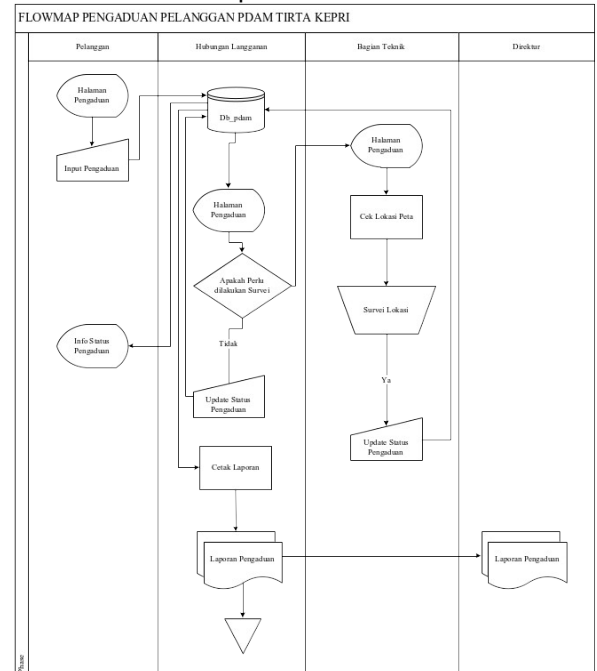 FLOWMAP PENGADUAN PELANGGAN PDAM TIRTA KEPRI
Pelanggan
Hubungan Langganan
Bagian Teknik
Direktur
Halaman
Pengaduan
Input Pengaduan
Db_pdam
Halaman
Pengaduan
Apakah Perlu
dilakukan Survei
Tidak
Info Status
Pengaduan
Update Status
Pengaduan
Cetak Laporan
Laporan Pengaduan
Halaman
Pengaduan
Cek Lokasi Peta
Survei Lokasi
Ya
Update Status
Pengaduan
Laporan Pengaduan
Phase